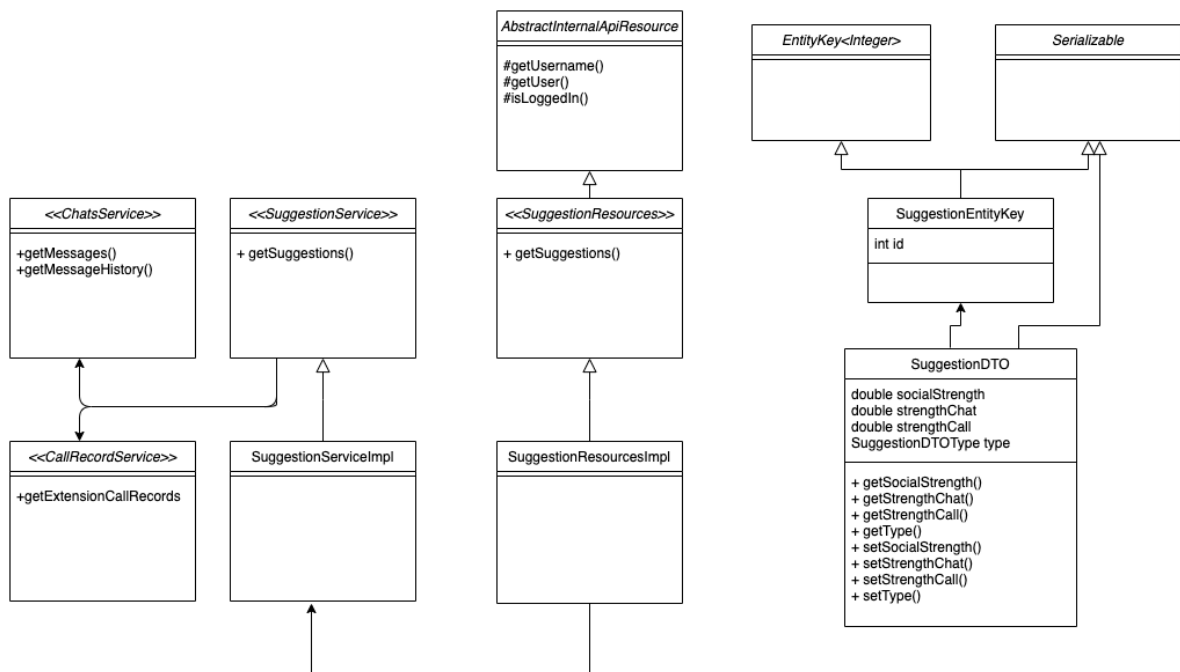 AbstractInternalApiResource
#getUsername()
#getUser()
#isLoggedIn()
EntityKey<Integer>
Serializable
<<ChatsService>>
+getMessages()
+getMessageHistory()
<<SuggestionService>>
+ getSuggestions()
<<SuggestionResources>>
+ getSuggestions()
SuggestionEntityKey
int id
<<CallRecordService>>
+getExtensionCallRecords
SuggestionServiceImpl
SuggestionResourcesImpl
SuggestionDTO
double socialStrength
double strengthChat
double strengthCall
SuggestionDTOType type
+ getSocialStrength()
+ getStrengthChat()
+ getStrengthCall()
+ getType()
+ setSocialStrength()
+ setStrengthChat()
+ setStrengthCall()
+ setType()